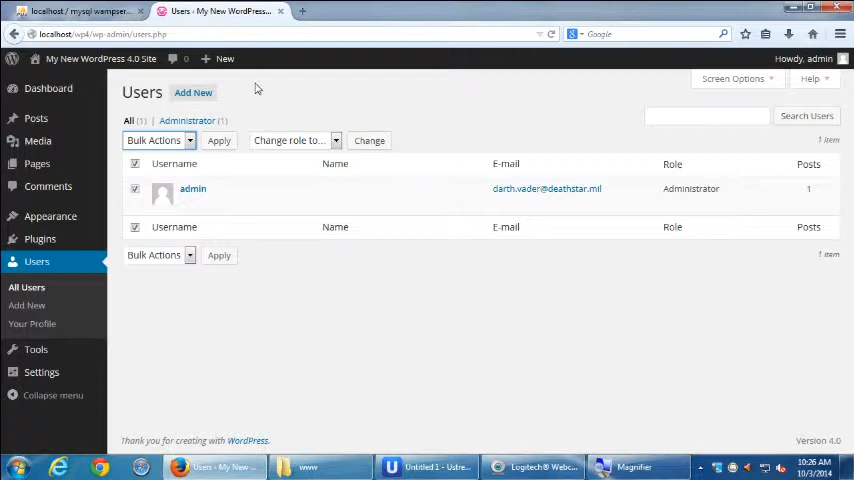 localhost / mysql wampser...
Users ‹ My New WordPress...
localhost/wp4/wp-admin/users.php
Google
My New WordPress 4.0 Site 0 New
Howdy, admin
Dashboard
Posts
Media
Pages
Comments
Appearance
Plugins
Users
All Users
Add New
Your Profile
Tools
Settings
Collapse menu
Screen Options
Help
Users Add New
All (1) | Administrator (1)
Search Users
Bulk Actions Apply Change role to... Change
1 item
Username Name E-mail Role Posts
admin darth.vader@deathstar.mil Administrator 1
Username Name E-mail Role Posts
Bulk Actions Apply
1 item
Thank you for creating with WordPress.
Version 4.0
Users ‹ My New ...
www
Untitled 1 - Ustre...
Logitech® Webc...
Magnifier
10:26 AM
10/3/2014